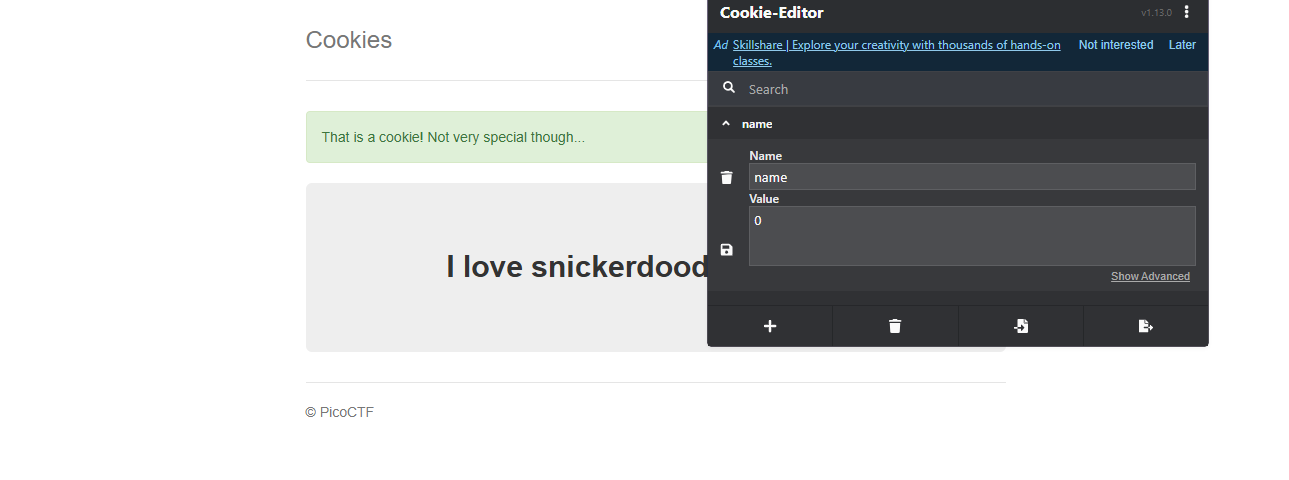 Cookies
That is a cookie! Not very special though...
I love snickerdood
© PicoCTF
Cookie-Editor
v1.13.0
Ad Skillshare | Explore your creativity with thousands of hands-on
classes.
Not interested
Later
Search
name
Name
name
Value
0
Show Advanced